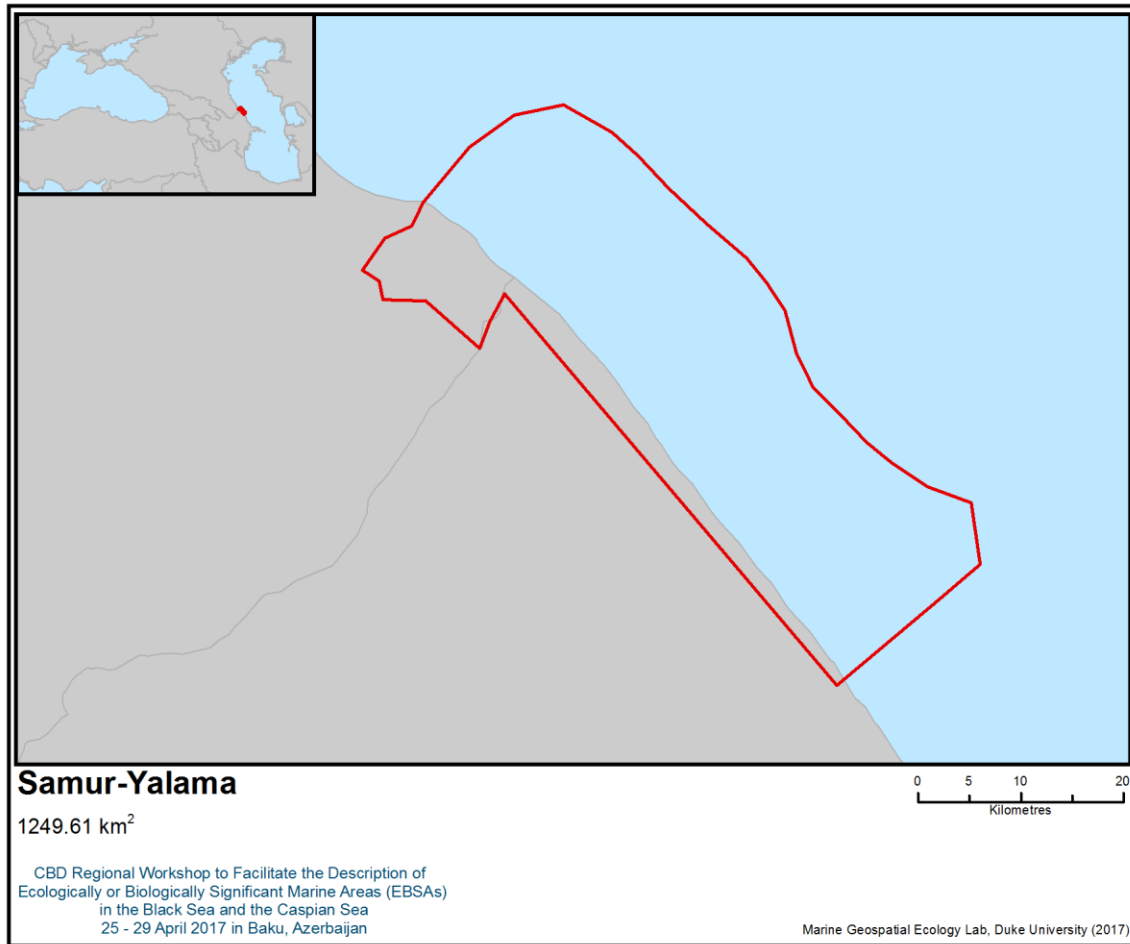 Samur-Yalama
1249.61 km²
0 5 10 20
Kilometres
CBD Regional Workshop to Facilitate the Description of
Ecologically or Biologically Significant Marine Areas (EBSAs)
in the Black Sea and the Caspian Sea
25 - 29 April 2017 in Baku, Azerbaijan
Marine Geospatial Ecology Lab, Duke University (2017)